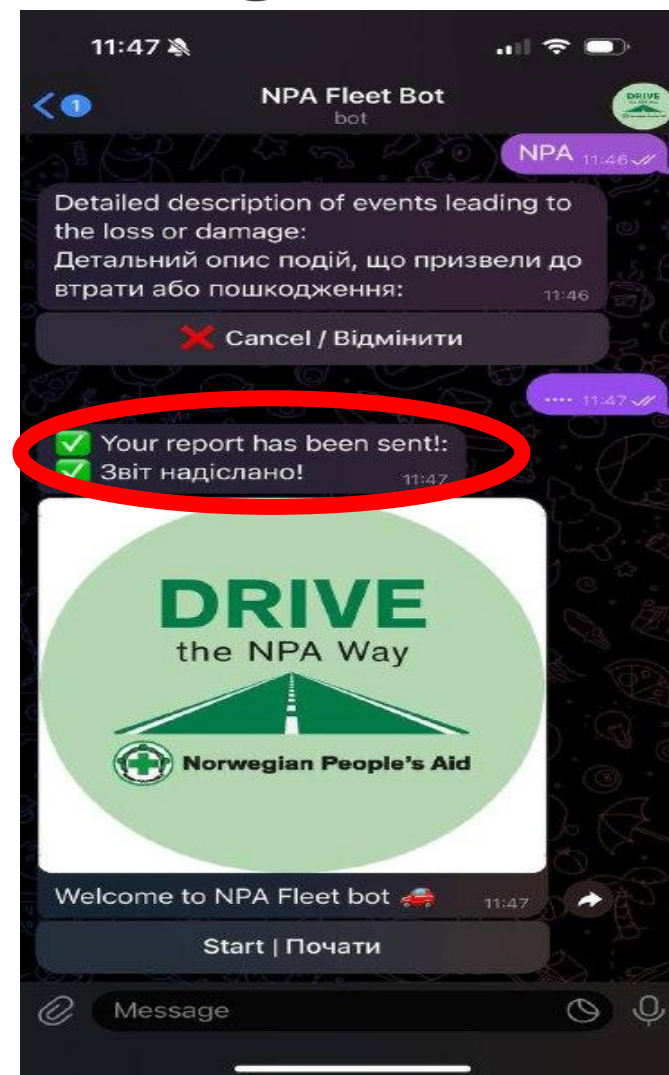 11:47
1
NPA Fleet Bot
bot
DRIVE
NPA 11:46
Detailed description of events leading to
the loss or damage:
Детальний опис подій, що призвели до
втрати або пошкодження:
11:46
❌ Cancel / Відмінити
.... 11:47
✅ Your report has been sent!:
✅ Звіт надіслано!
11:47
DRIVE
the NPA Way
Norwegian People's Aid
Welcome to NPA Fleet bot 🚗 11:47
Start | Почати
Message